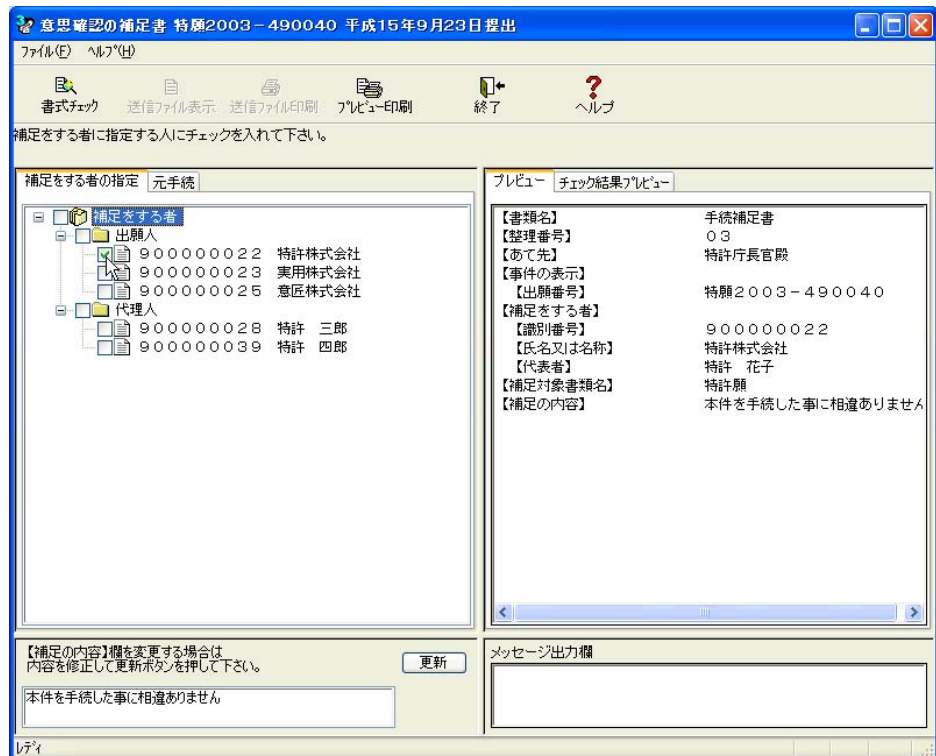 意思確認の補足書 特願2003-490040 平成15年9月23日提出
ファイル(F) ヘルプ(H)
書式チェック 送信ファイル表示 送信ファイル印刷 プレビュー印刷 終了 ヘルプ
補足をする者に指定する人にチェックを入れて下さい。
補足をする者の指定 元手続
補足をする者
出願人
900000022 特許株式会社
900000023 実用株式会社
900000025 意匠株式会社
代理人
900000028 特許 三郎
900000039 特許 四郎
プレビュー チェック結果プレビュー
【書類名】 手続補足書
【整理番号】 03
【あて先】 特許庁長官殿
【事件の表示】
【出願番号】 特願2003-490040
【補足をする者】
【識別番号】 900000022
【氏名又は名称】 特許株式会社
【代表者】 特許 花子
【補足対象書類名】 特許願
【補足の内容】 本件を手続した事に相違ありません
【補足の内容】欄を変更する場合は
内容を修正して更新ボタンを押して下さい。
更新
本件を手続した事に相違ありません
メッセージ出力欄
レディ